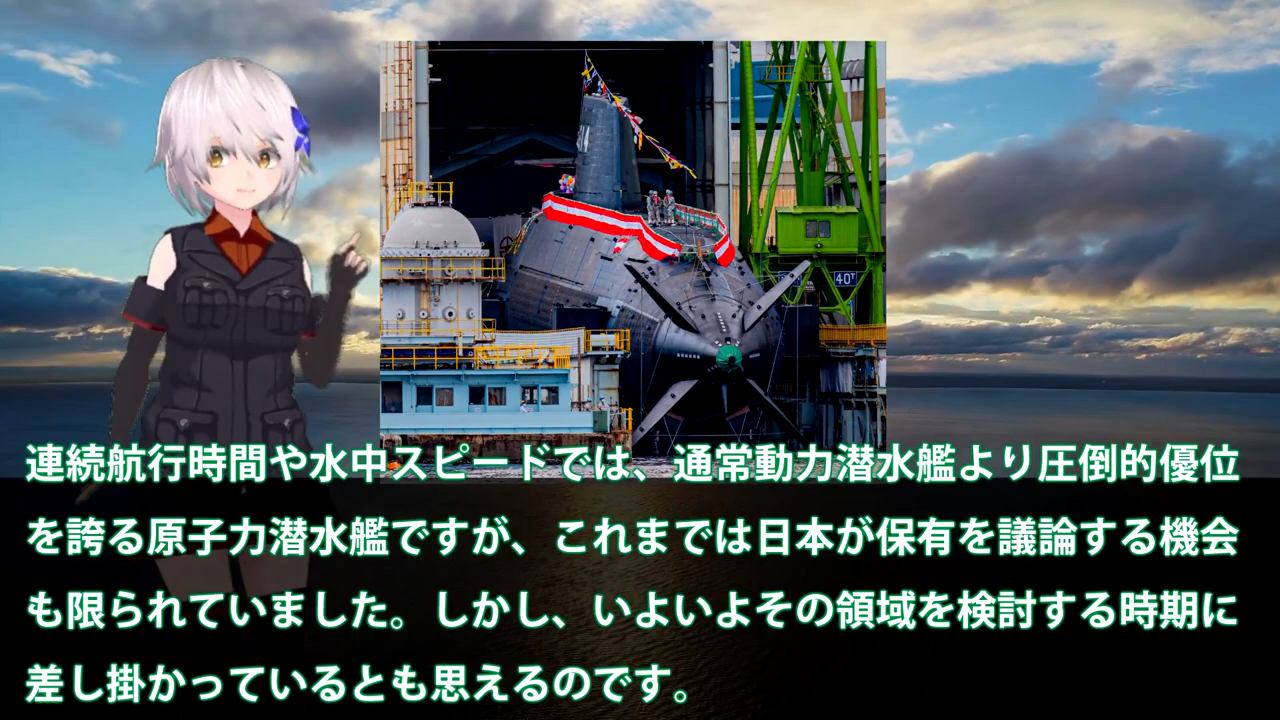 40T
連続航行時間や水中スピードでは、通常動力潜水艦より圧倒的優位
を誇る原子力潜水艦ですが、これまでは日本が保有を議論する機会
も限られていました。しかし、いよいよその領域を検討する時期に
差し掛かっているとも思えるのです。